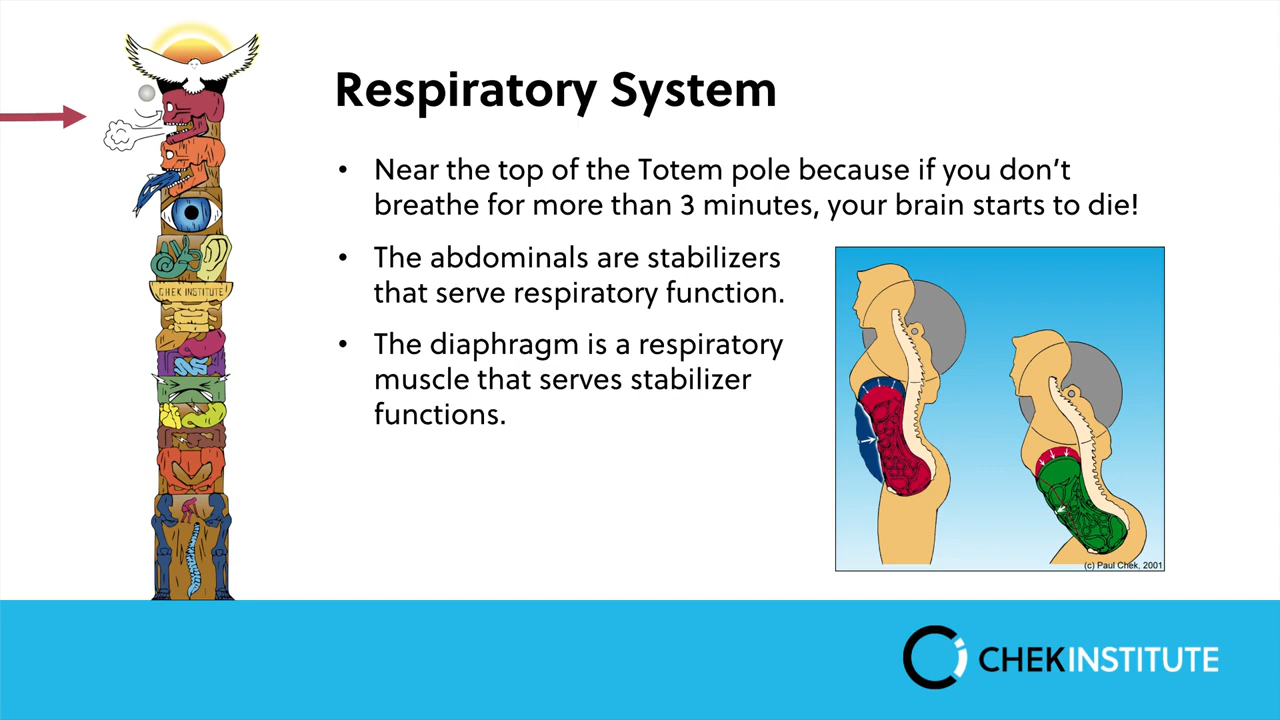 Respiratory System
• Near the top of the Totem pole because if you don't
breathe for more than 3 minutes, your brain starts to die!
• The abdominals are stabilizers
that serve respiratory function.
• The diaphragm is a respiratory
muscle that serves stabilizer
functions.
CHEK INSTITUTE
(c) Paul Chek, 2001
CHEKINSTITUTE